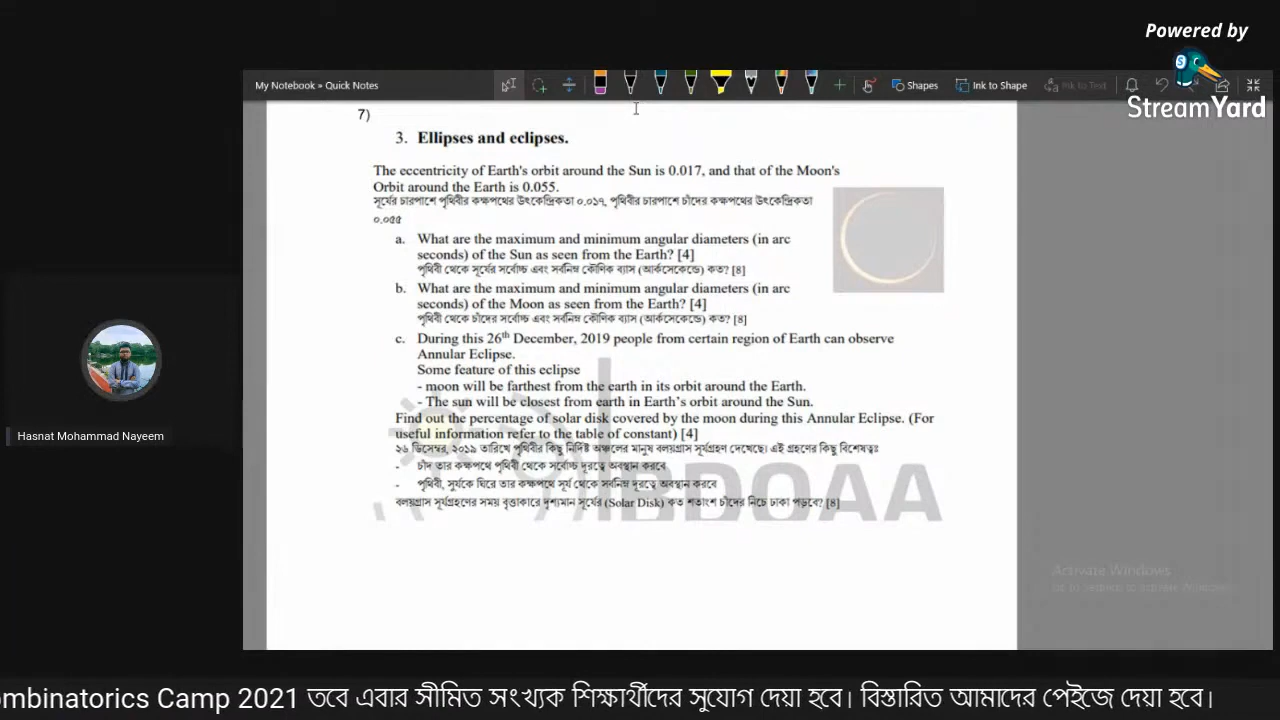 Powered by
StreamYard
My Notebook » Quick Notes
Shapes
Ink to Shape
Ink to Text
7)
3. Ellipses and eclipses.
The eccentricity of Earth's orbit around the Sun is 0.017, and that of the Moon's
Orbit around the Earth is 0.055.
সূর্যের চারপাশে পৃথিবীর কক্ষপথের উৎকেন্দ্রিকতা ০.০১৭, পৃথিবীর চারপাশে চাঁদের কক্ষপথের উৎকেন্দ্রিকতা
০.০৫৫
a. What are the maximum and minimum angular diameters (in arc
seconds) of the Sun as seen from the Earth? [4]
পৃথিবী থেকে সূর্যের সর্বোচ্চ এবং সর্বনিম্ন কৌণিক ব্যাস (আর্কসেকেন্ডে) কত? [৪]
b. What are the maximum and minimum angular diameters (in arc
seconds) of the Moon as seen from the Earth? [4]
পৃথিবী থেকে চাঁদের সর্বোচ্চ এবং সর্বনিম্ন কৌণিক ব্যাস (আর্কসেকেন্ডে) কত? [৪]
c. During this 26th December, 2019 people from certain region of Earth can observe
Annular Eclipse.
Some feature of this eclipse
- moon will be farthest from the earth in its orbit around the Earth.
- The sun will be closest from earth in Earth's orbit around the Sun.
Find out the percentage of solar disk covered by the moon during this Annular Eclipse. (For
useful information refer to the table of constant) [4]
২৬ ডিসেম্বর, ২০১৯ তারিখে পৃথিবীর কিছু নির্দিষ্ট অঞ্চলের মানুষ বলয়গ্রাস সূর্যগ্রহণ দেখেছে। এই গ্রহণের কিছু বিশেষত্বঃ
- চাঁদ তার কক্ষপথে পৃথিবী থেকে সর্বোচ্চ দূরত্বে অবস্থান করবে
- পৃথিবী, সূর্যকে ঘিরে তার কক্ষপথে সূর্য থেকে সর্বনিম্ন দূরত্বে অবস্থান করবে
বলয়গ্রাস সূর্যগ্রহণের সময় বৃত্তাকারে দৃশ্যমান সূর্যের (Solar Disk) কত শতাংশ চাঁদের নিচে ঢাকা পড়বে? [৪]
BDOAA
Activate Windows
Hasnat Mohammad Nayeem
ombinatorics Camp 2021 তবে এবার সীমিত সংখ্যক শিক্ষার্থীদের সুযোগ দেয়া হবে। বিস্তারিত আমাদের পেইজে দেয়া হবে।